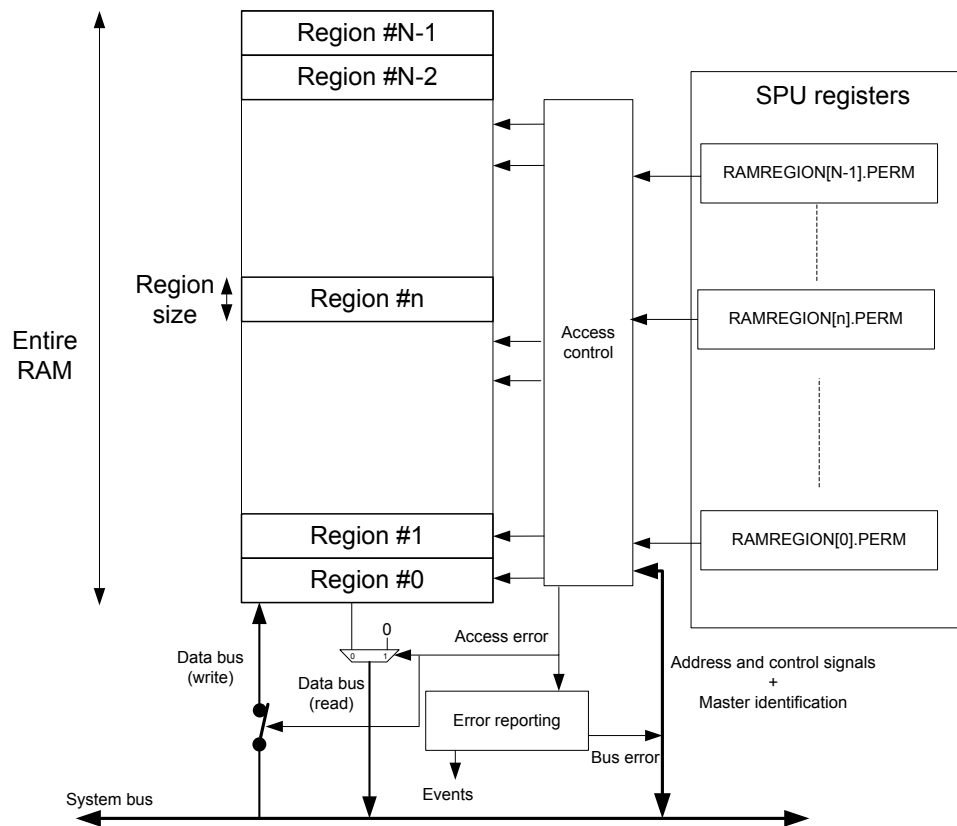 Region #N-1
Region #N-2
SPU registers
RAMREGION[N-1].PERM
Region
size
Region #n
RAMREGION[n].PERM
Entire
RAM
Access
control
Region #1
RAMREGION[0].PERM
Region #0
0
Access error
0 1
Data bus
(write)
Data bus
(read)
Address and control signals
+
Master identification
Error reporting
Bus error
Events
System bus